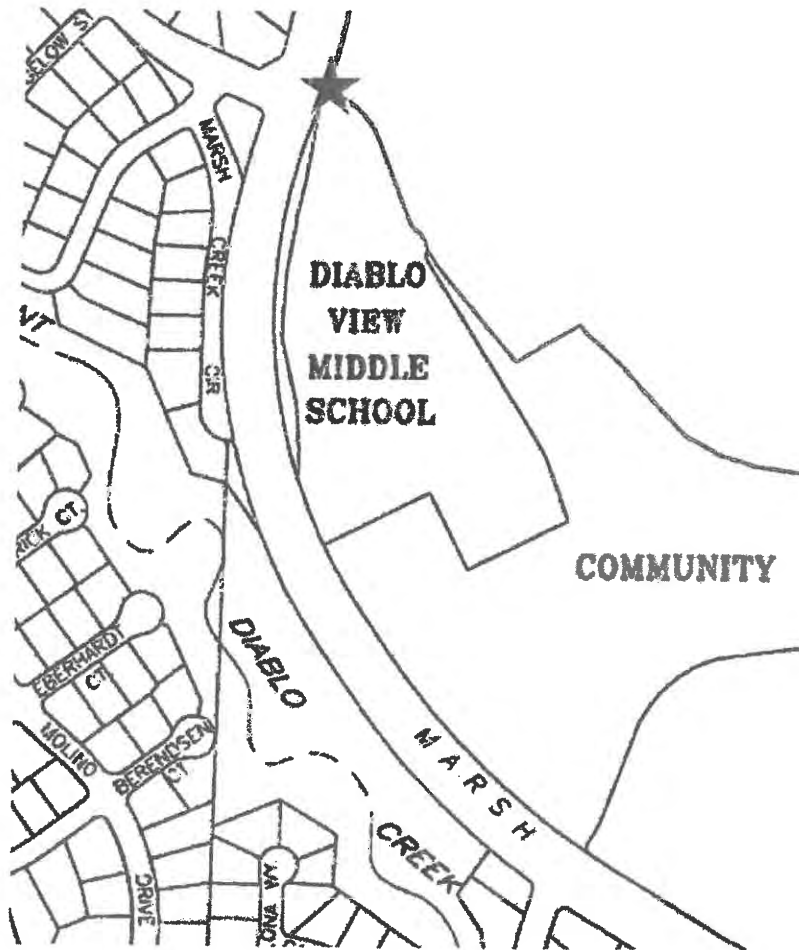 MARSH
CREEK
CIR
DIABLO
VIEW
MIDDLE
SCHOOL
CT
COMMUNITY
EBERHARDT
CT
DIABLO
MOLINO
BERENDSEN
CT
MARSH
CREEK
DRIVE